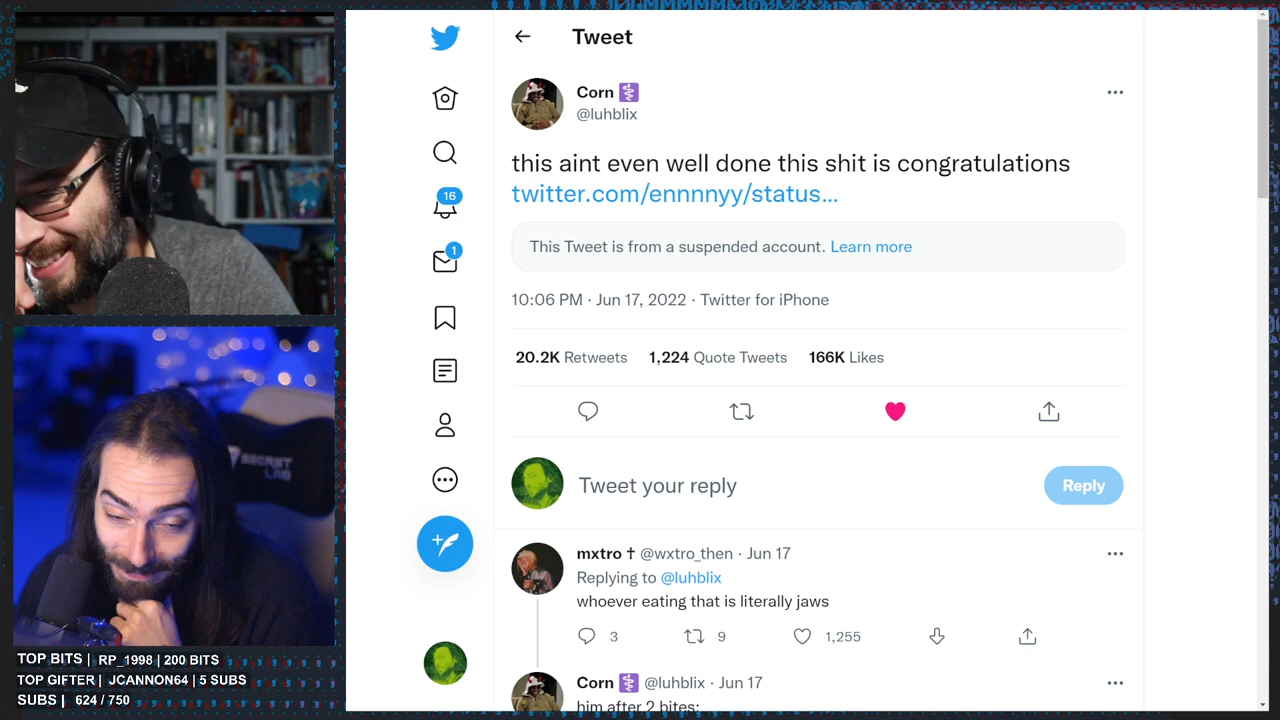 Tweet
Corn
@luhblix
this aint even well done this shit is congratulations
twitter.com/ennnnyy/status...
This Tweet is from a suspended account. Learn more
10:06 PM · Jun 17, 2022 · Twitter for iPhone
20.2K Retweets 1,224 Quote Tweets 166K Likes
Tweet your reply
Reply
mxtro † @wxtro_then · Jun 17
Replying to @luhblix
whoever eating that is literally jaws
3 9 1,255
Corn @luhblix · Jun 17
him after 2 bites:
16
1
SECRET
LAB
TOP BITS | RP_1998 | 200 BITS
TOP GIFTER | JCANNON64 | 5 SUBS
SUBS | 624 / 750